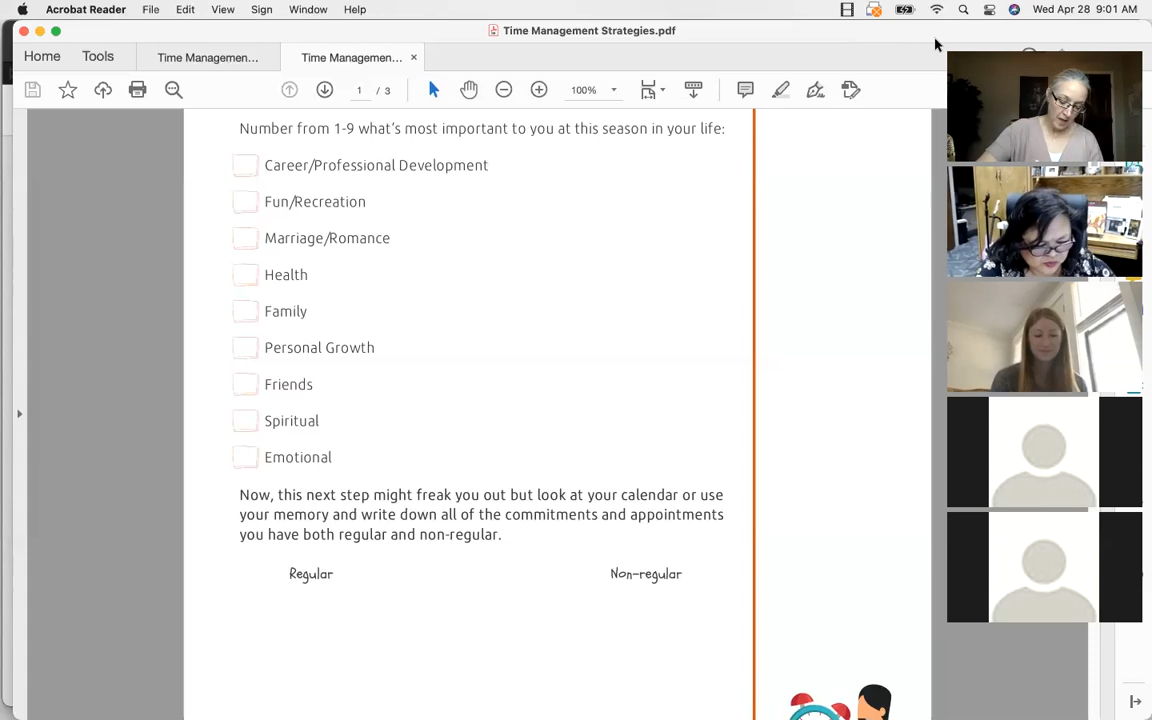 Acrobat Reader File Edit View Sign Window Help Wed Apr 28 9:01 AM
Time Management Strategies.pdf
Home Tools Time Managemen... Time Managemen... ×
1 / 3 100%
Number from 1-9 what's most important to you at this season in your life:
Career/Professional Development
Fun/Recreation
Marriage/Romance
Health
Family
Personal Growth
Friends
Spiritual
Emotional
Now, this next step might freak you out but look at your calendar or use
your memory and write down all of the commitments and appointments
you have both regular and non-regular.
Regular Non-regular